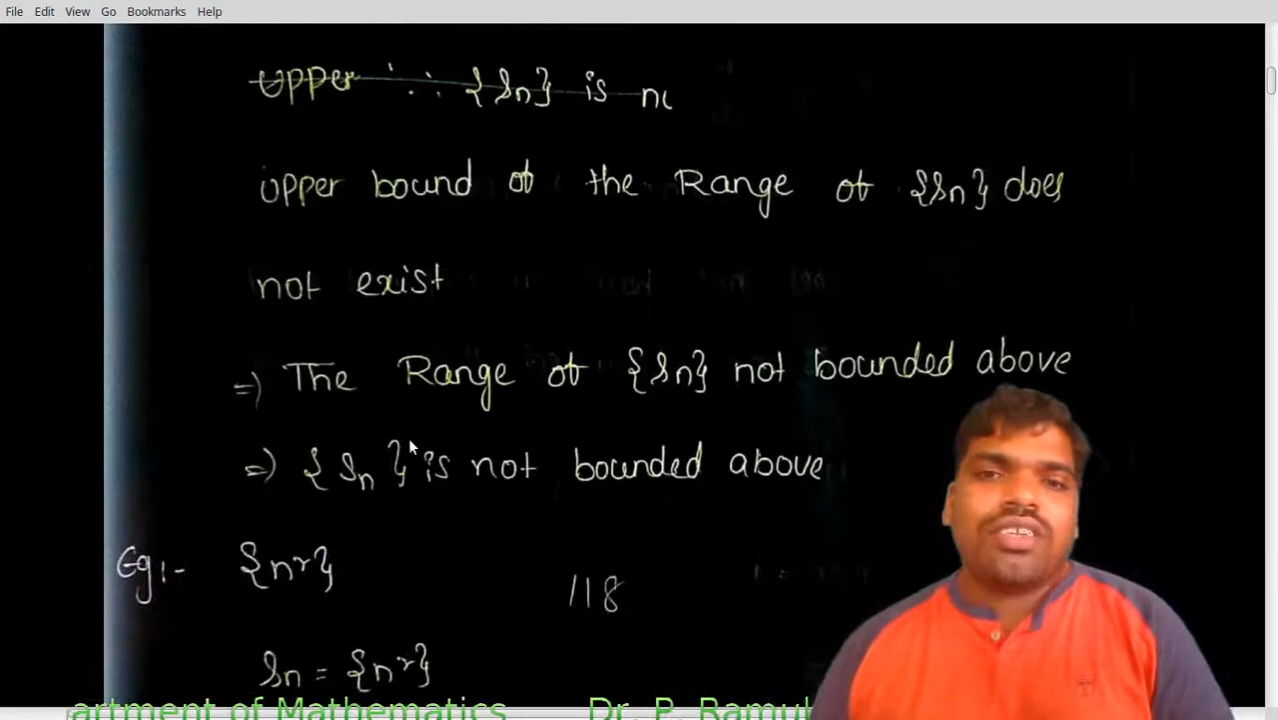 File Edit View Go Bookmarks Help
Upper ∴ {Sn} is no
upper bound of the Range of {Sn} does
not exist
=) The Range of {Sn} not bounded above
=) {Sn} is not bounded above
Eg:- {n²}
118
Sn = {n²}
artment of Mathematics Dr. P. Ramul